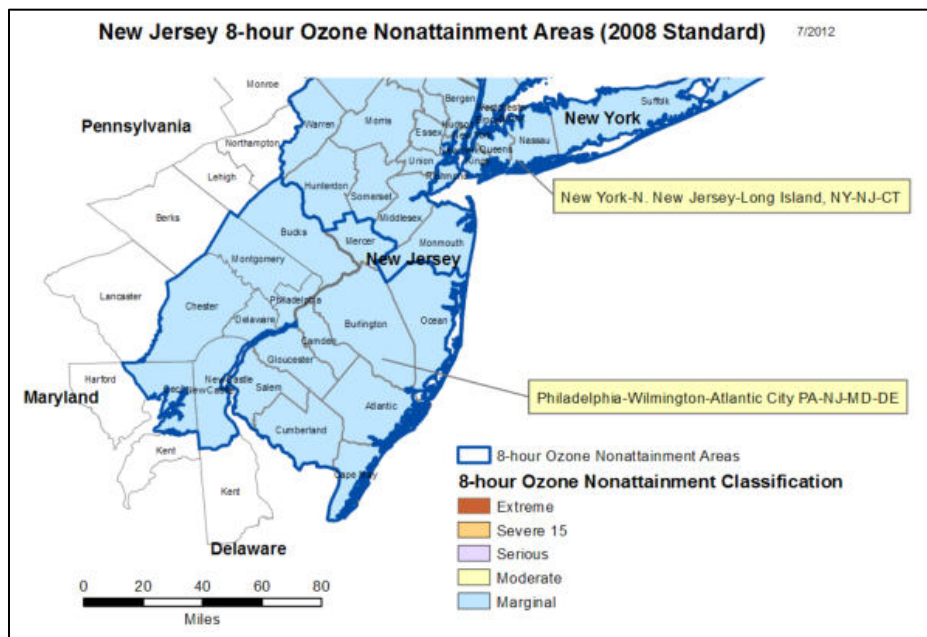 New Jersey 8-hour Ozone Nonattainment Areas (2008 Standard) 7/2012
Monroe
Pennsylvania
Northampton
Lehigh
Berks
Lancaster
Warren
Morris
Bergen
Essex
Hudson
Union
Queens
Kings
Richmond
Nassau
Suffolk
New York
Hunterdon
Somerset
Middlesex
New York-N. New Jersey-Long Island, NY-NJ-CT
Bucks
Mercer
Monmouth
New Jersey
Montgomery
Philadelphia
Chester
Delaware
Burlington
Ocean
Camden
Gloucester
Harford
Maryland
New Castle
Salem
Atlantic
Philadelphia-Wilmington-Atlantic City PA-NJ-MD-DE
Cumberland
Kent
Cape May
Kent
Delaware
8-hour Ozone Nonattainment Areas
8-hour Ozone Nonattainment Classification
Extreme
Severe 15
Serious
Moderate
Marginal
0 20 40 60 80
Miles